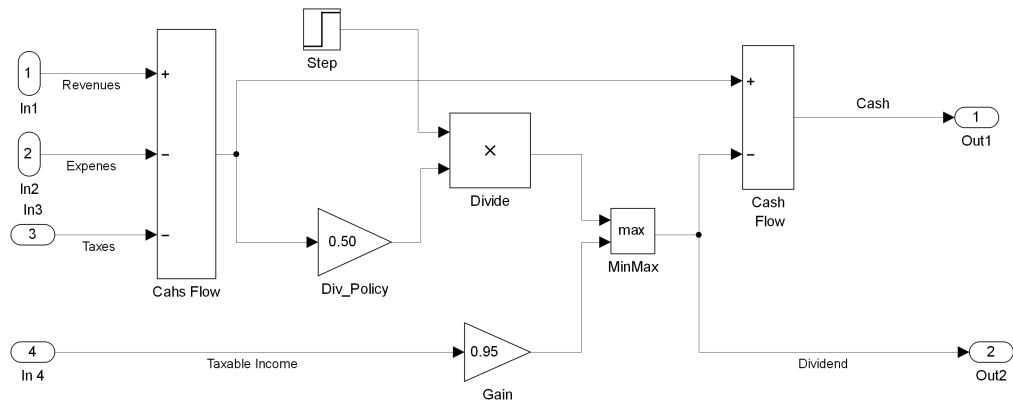 Step
1
Revenues
In1
+
2
Expenes
In2
−
In3
3
Taxes
−
Cahs Flow
×
Divide
0.50
Div_Policy
max
MinMax
+
−
Cash
Flow
Cash
1
Out1
4
In 4
Taxable Income
0.95
Gain
Dividend
2
Out2